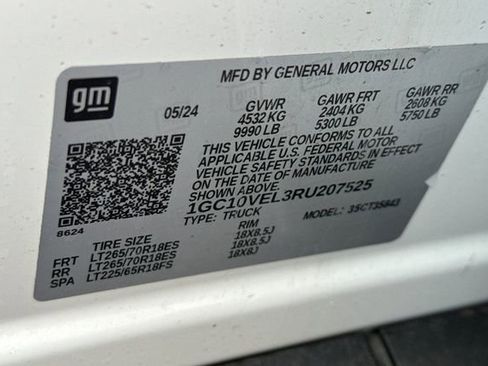 MFD BY GENERAL MOTORS LLC
gm
05/24 GVWR GAWR FRT GAWR RR
4532 KG 2404 KG 2608 KG
9990 LB 5300 LB 5750 LB
THIS VEHICLE CONFORMS TO ALL
APPLICABLE U.S. FEDERAL MOTOR
VEHICLE SAFETY STANDARDS IN EFFECT
ON THE DATE OF MANUFACTURE
SHOWN ABOVE.
1GC10VEL3RU207525
TYPE: TRUCK MODEL: 35CT35843
8624
TIRE SIZE RIM
FRT LT265/70R18ES 18X8.5J
RR LT265/70R18ES 18X8.5J
SPA LT225/65R18FS 18X8J